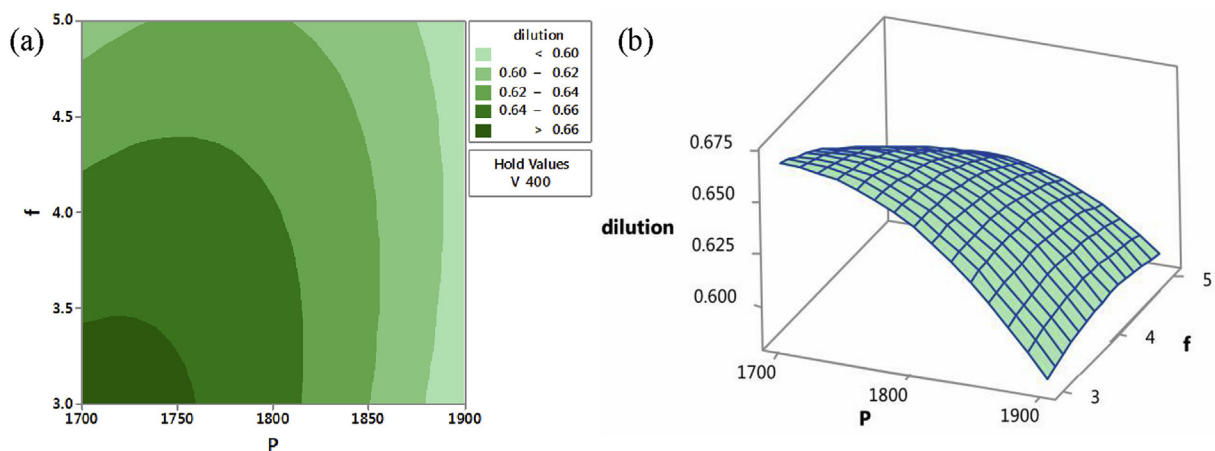 (a)
5.0
4.5
4.0
3.5
3.0
f
1700
1750
1800
1850
1900
P
dilution
< 0.60
0.60 – 0.62
0.62 – 0.64
0.64 – 0.66
> 0.66
Hold Values
V 400
(b)
0.675
0.650
0.625
0.600
dilution
1700
1800
1900
P
3
4
5
f